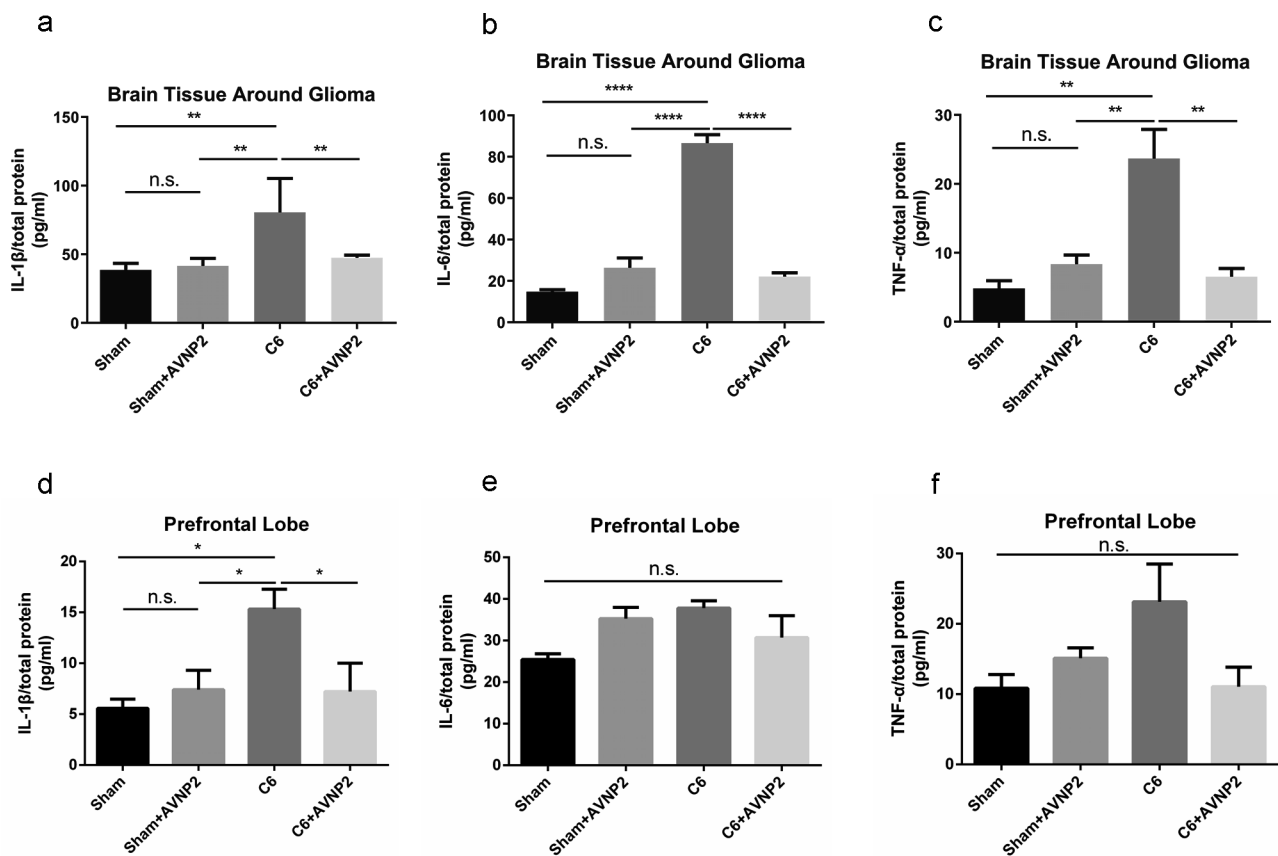 a
Brain Tissue Around Glioma
IL-1β/total protein
(pg/ml)
150
100
50
0
**
**
**
n.s.
Sham
Sham+AVNP2
C6
C6+AVNP2
b
Brain Tissue Around Glioma
IL-6/total protein
(pg/ml)
100
80
60
40
20
0
****
****
****
n.s.
Sham
Sham+AVNP2
C6
C6+AVNP2
c
Brain Tissue Around Glioma
TNF-α/total protein
(pg/ml)
30
20
10
0
**
**
**
n.s.
Sham
Sham+AVNP2
C6
C6+AVNP2
d
Prefrontal Lobe
IL-1β/total protein
(pg/ml)
20
15
10
5
0
*
*
*
n.s.
Sham
Sham+AVNP2
C6
C6+AVNP2
e
Prefrontal Lobe
IL-6/total protein
(pg/ml)
50
40
30
20
10
0
n.s.
Sham
Sham+AVNP2
C6
C6+AVNP2
f
Prefrontal Lobe
TNF-α/total protein
(pg/ml)
30
20
10
0
n.s.
Sham
Sham+AVNP2
C6
C6+AVNP2